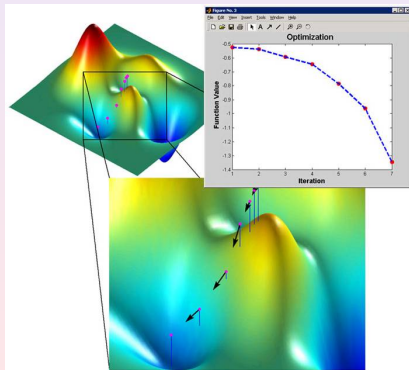 Figure No. 3
File Edit View Insert Tools Window Help
Optimization
Function Value
-0.5
-0.6
-0.7
-0.8
-0.9
-1
-1.1
-1.2
-1.3
-1.4
2 3 4 5 6 7
Iteration